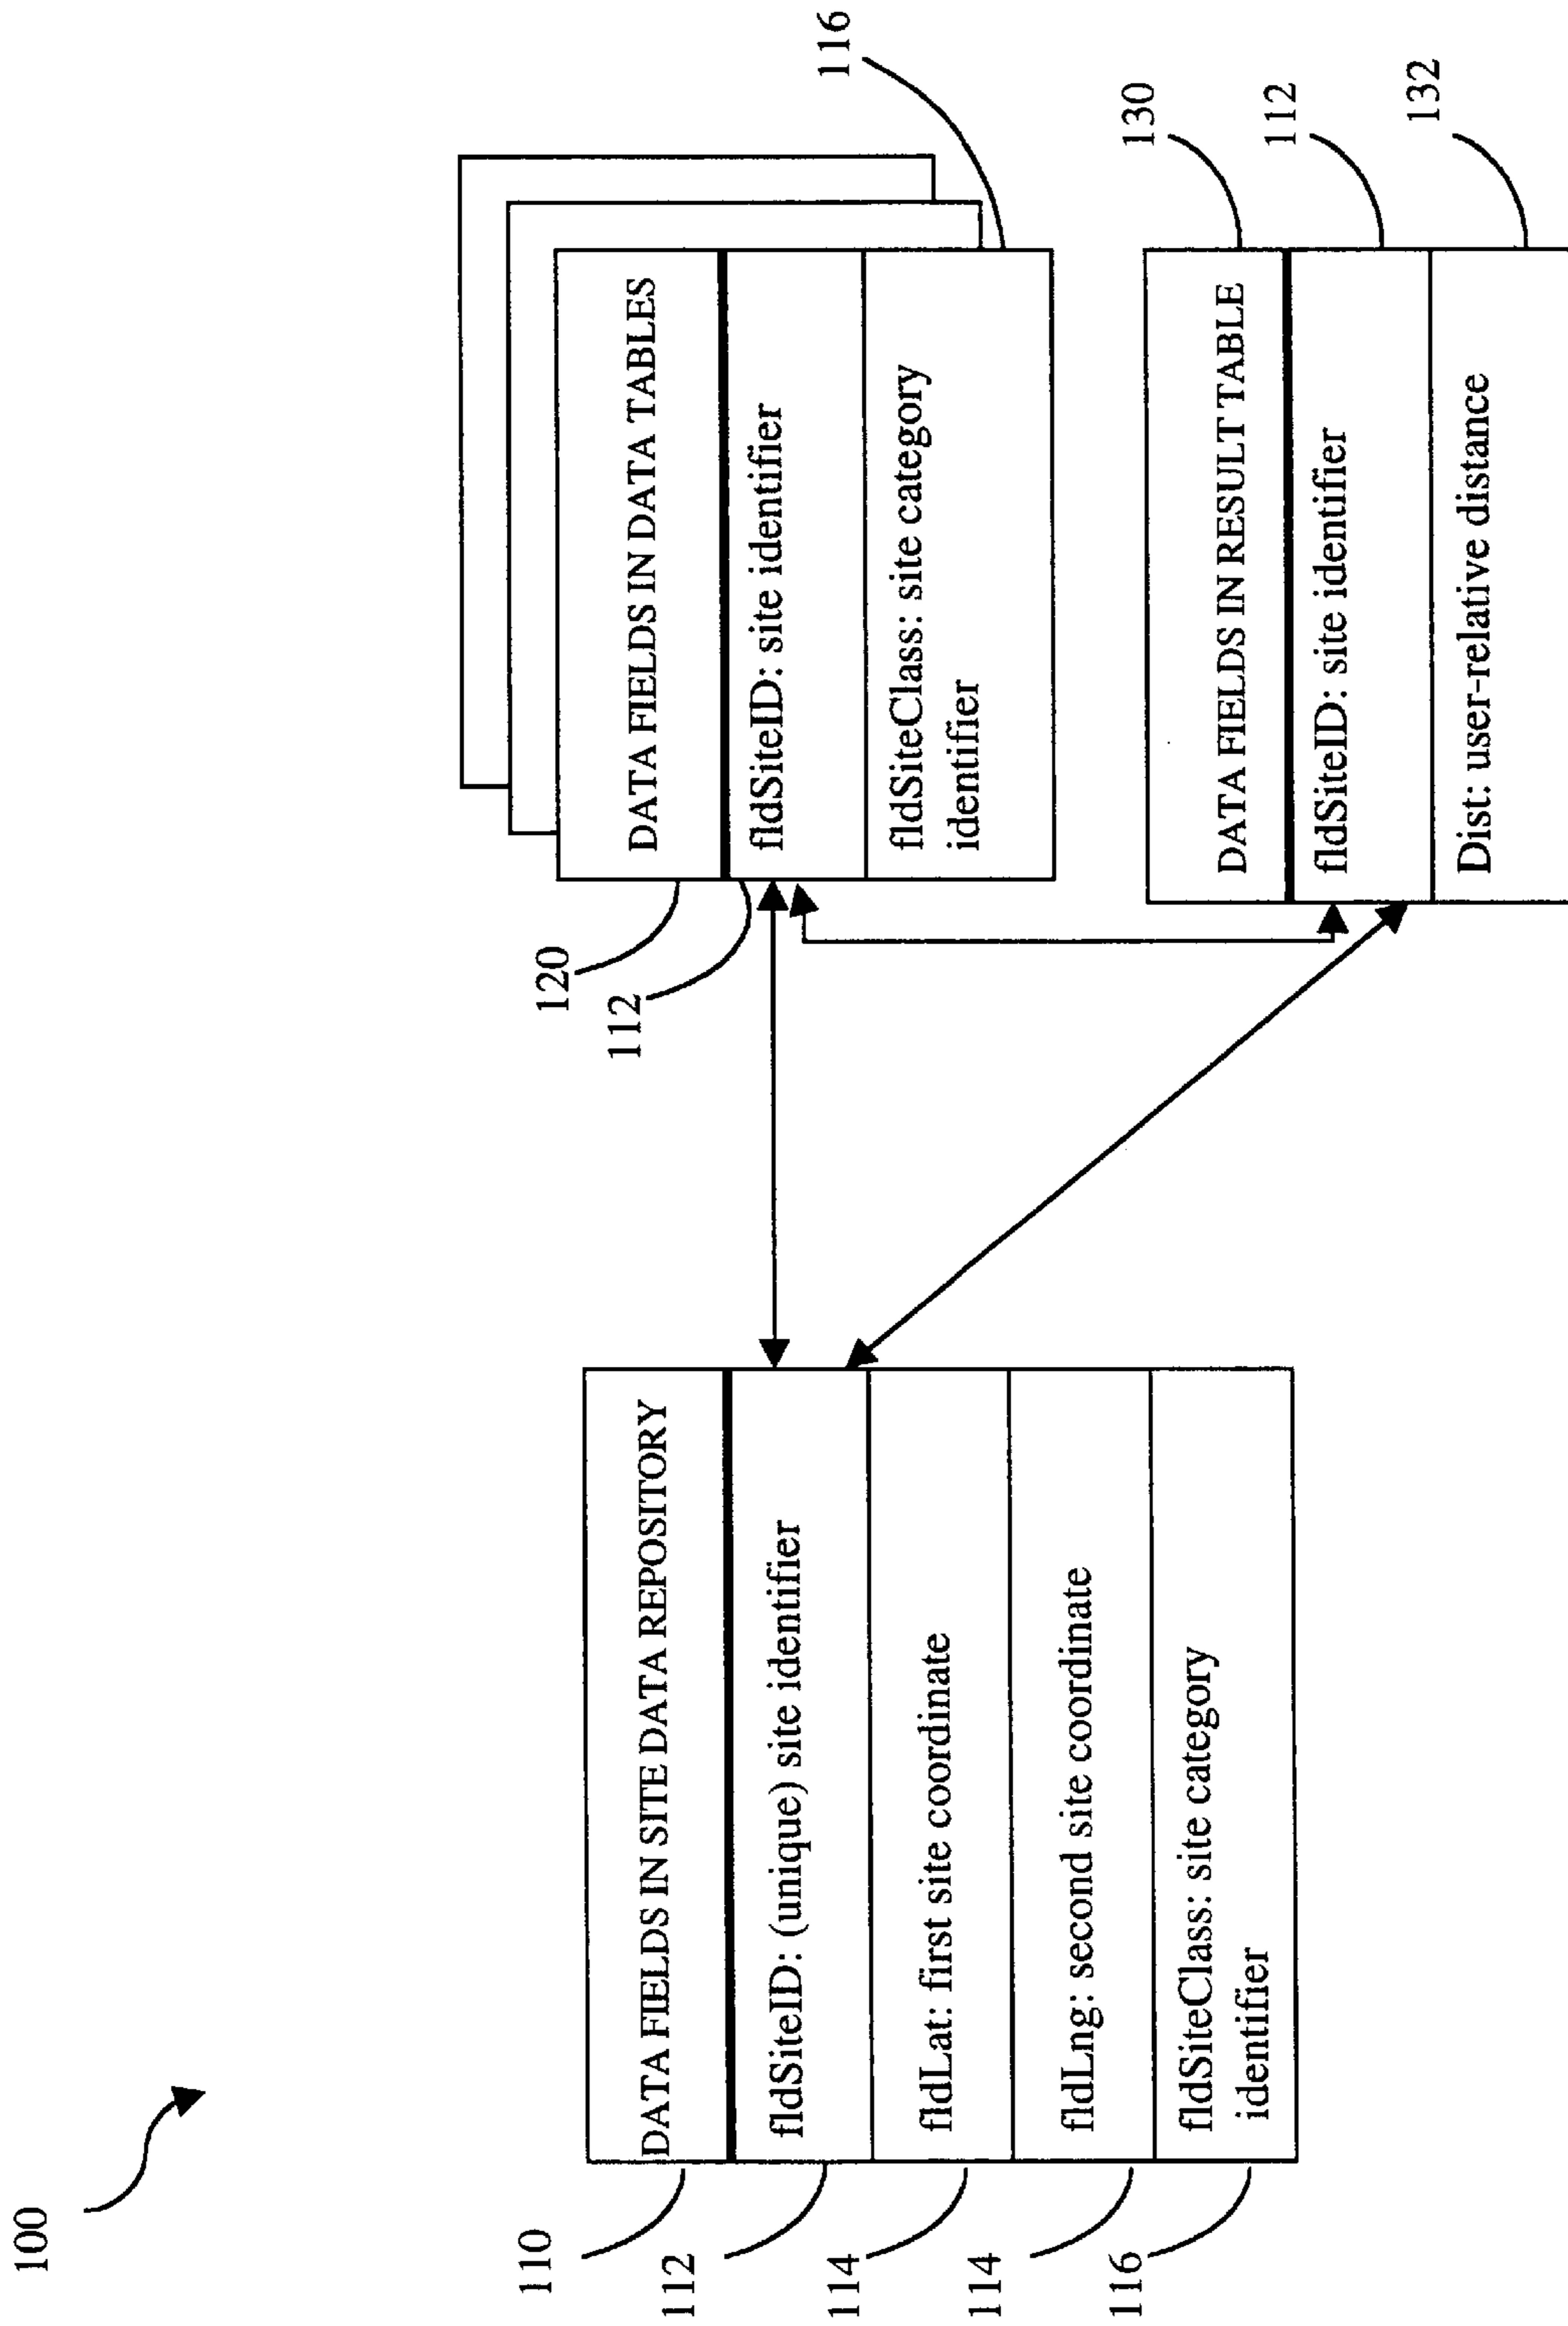 100
110
DATA FIELDS IN SITE DATA REPOSITORY
112
fldSiteID: (unique) site identifier
114
fldLat: first site coordinate
114
fldLng: second site coordinate
116
fldSiteClass: site category
identifier
120
DATA FIELDS IN DATA TABLES
112
fldSiteID: site identifier
fldSiteClass: site category
identifier
116
DATA FIELDS IN RESULT TABLE
130
fldSiteID: site identifier
112
Dist: user-relative distance
132